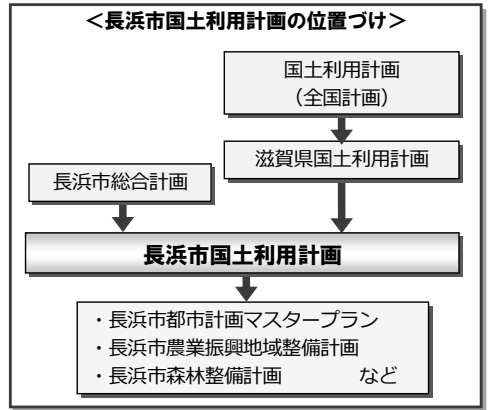 ＜長浜市国土利用計画の位置づけ＞
国土利用計画
（全国計画）
滋賀県国土利用計画
長浜市総合計画
長浜市国土利用計画
・長浜市都市計画マスタープラン
・長浜市農業振興地域整備計画
・長浜市森林整備計画　　　など